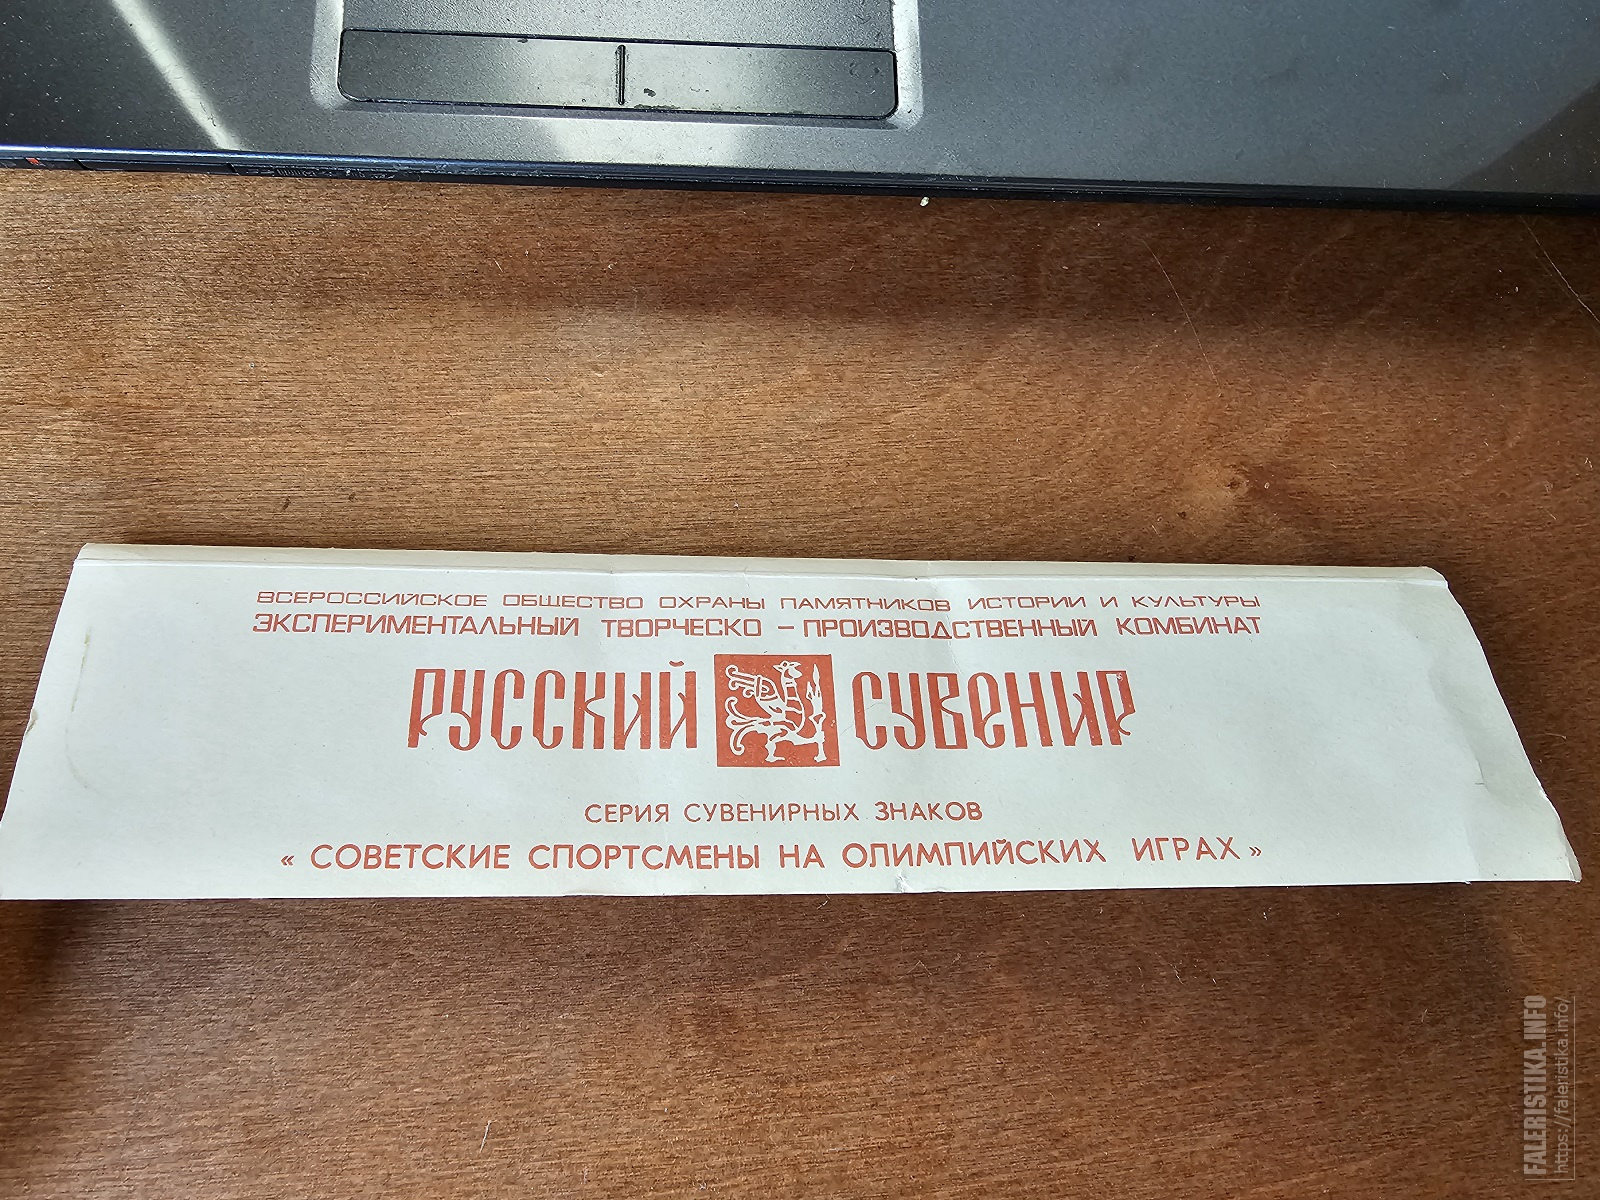 ВСЕРОССИЙСКОЕ ОБЩЕСТВО ОХРАНЫ ПАМЯТНИКОВ ИСТОРИИ И КУЛЬТУРЫ
ЭКСПЕРИМЕНТАЛЬНЫЙ ТВОРЧЕСКО - ПРОИЗВОДСТВЕННЫЙ КОМБИНАТ
РУССКИЙ СУВЕНИР
СЕРИЯ СУВЕНИРНЫХ ЗНАКОВ
« СОВЕТСКИЕ СПОРТСМЕНЫ НА ОЛИМПИЙСКИХ ИГРАХ »
FALERISTIKA.INFO
https://faleristika.info/